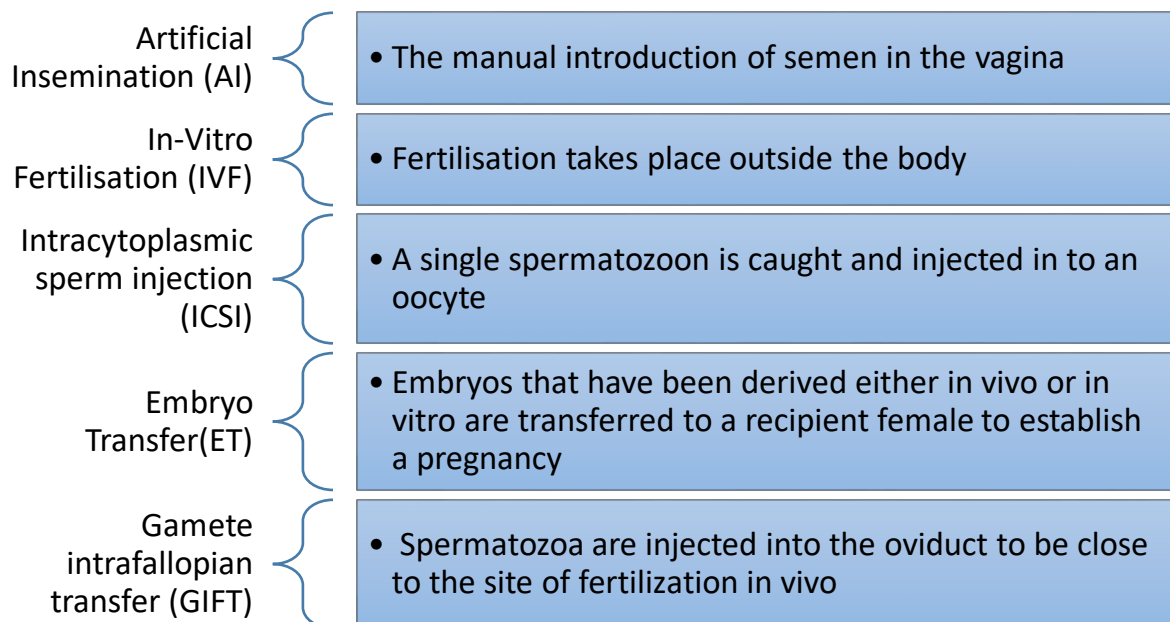 Artificial
Insemination (AI)
• The manual introduction of semen in the vagina
In-Vitro
Fertilisation (IVF)
• Fertilisation takes place outside the body
Intracytoplasmic
sperm injection
(ICSI)
• A single spermatozoon is caught and injected in to an
oocyte
Embryo
Transfer(ET)
• Embryos that have been derived either in vivo or in
vitro are transferred to a recipient female to establish
a pregnancy
Gamete
intrafallopian
transfer (GIFT)
• Spermatozoa are injected into the oviduct to be close
to the site of fertilization in vivo